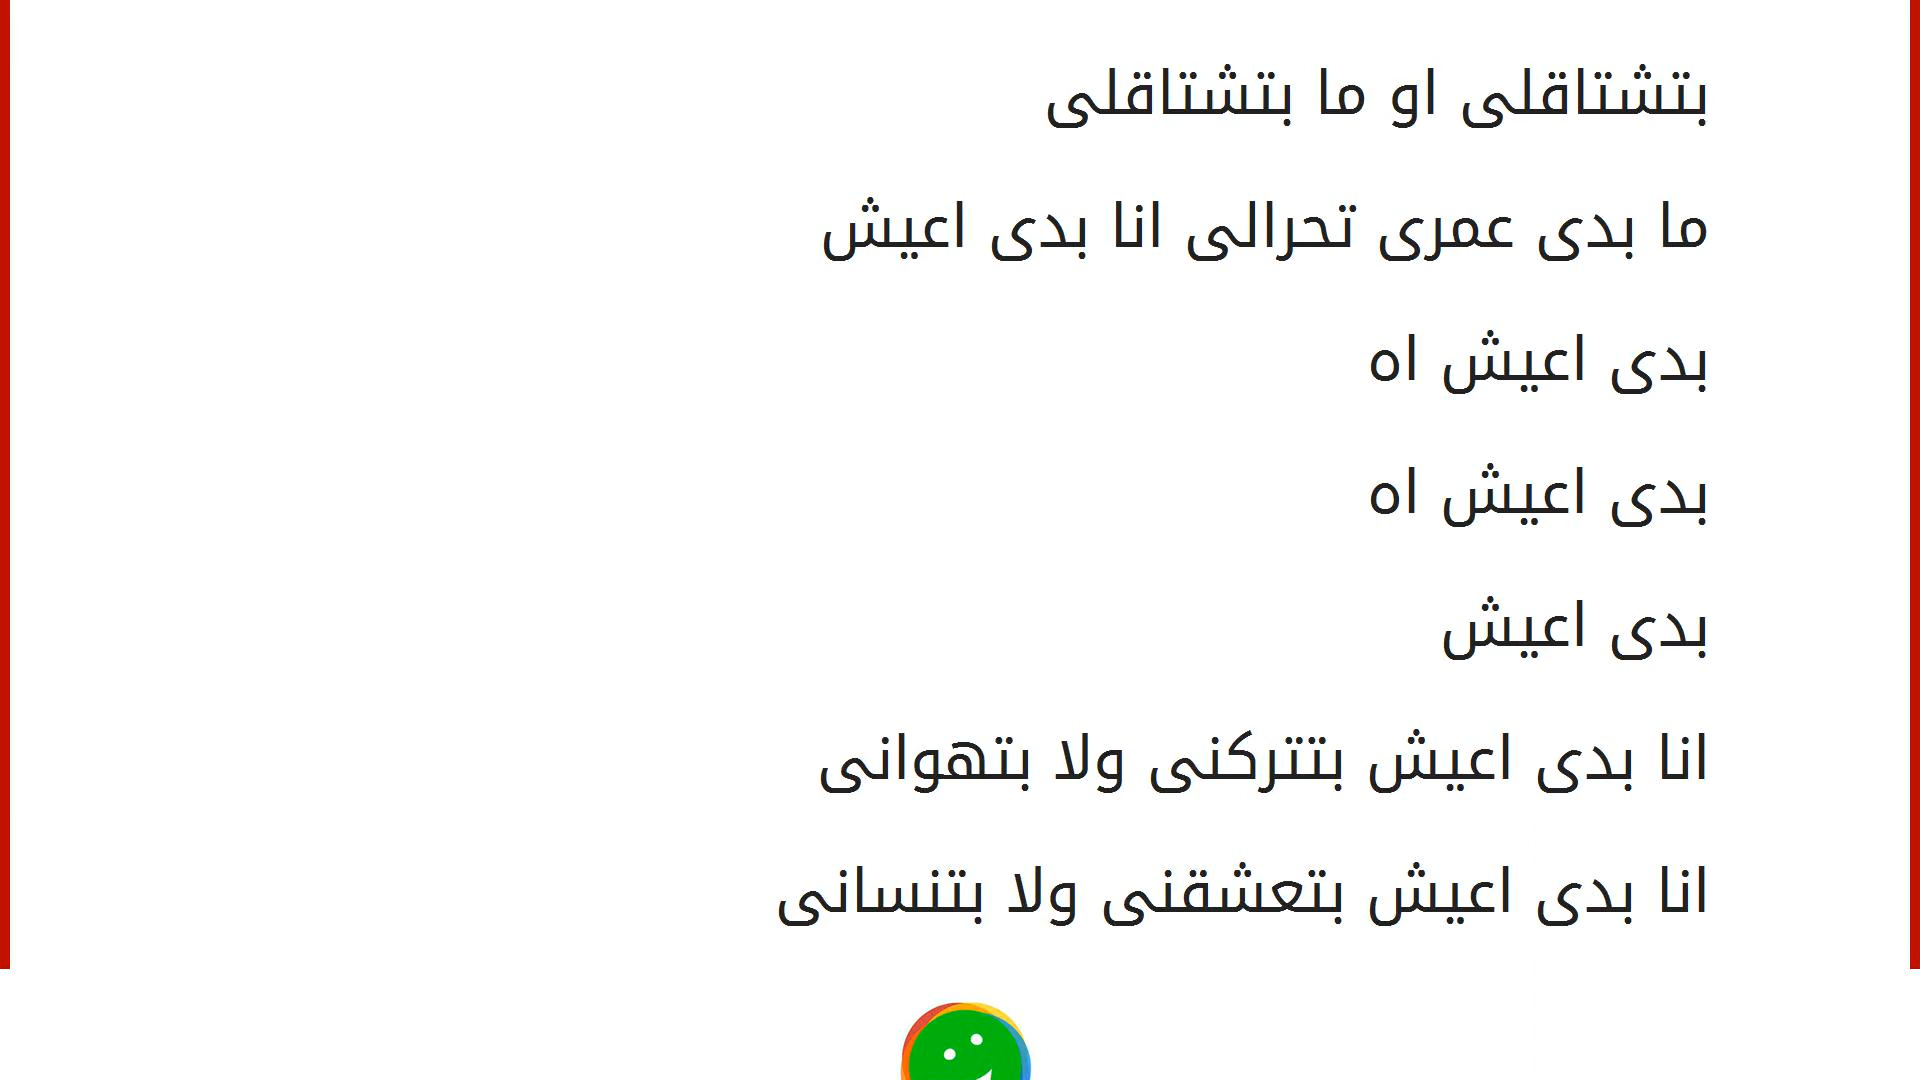 بتشتاقلى او ما بتشتاقلى
ما بدى عمرى تحرالى انا بدى اعيش
بدى اعيش اه
بدى اعيش اه
بدى اعيش
انا بدى اعيش بتتركنى ولا بتهوانى
انا بدى اعيش بتعشقنى ولا بتنسانى